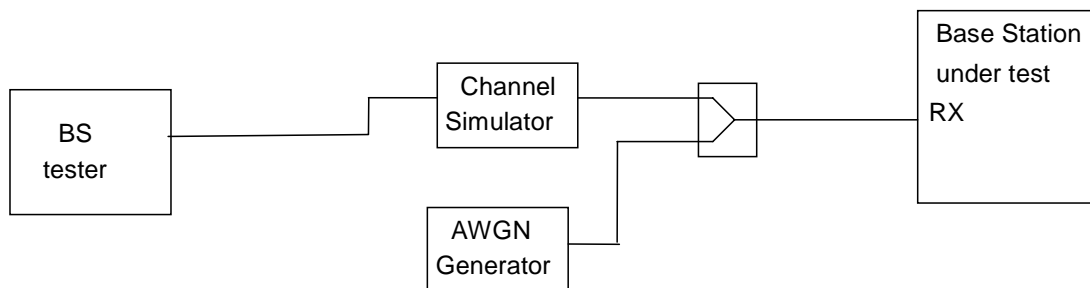 BS
tester
Channel
Simulator
AWGN
Generator
Base Station
under test
RX